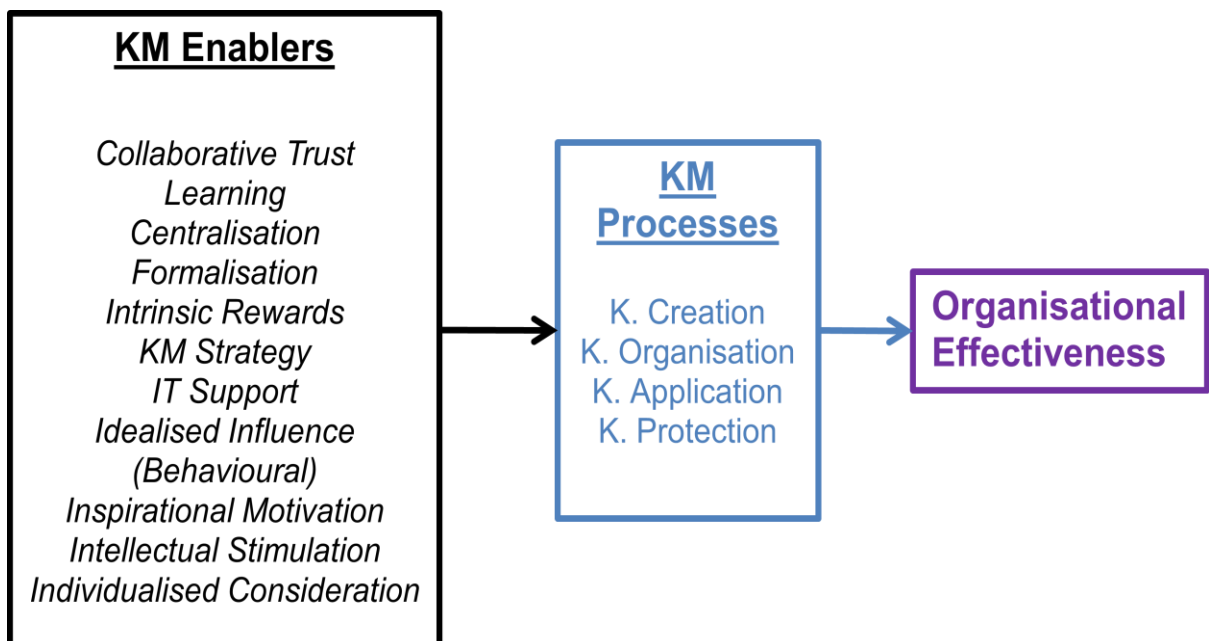 KM Enablers
Collaborative Trust
Learning
Centralisation
Formalisation
Intrinsic Rewards
KM Strategy
IT Support
Idealised Influence
(Behavioural)
Inspirational Motivation
Intellectual Stimulation
Individualised Consideration
KM
Processes
K. Creation
K. Organisation
K. Application
K. Protection
Organisational
Effectiveness